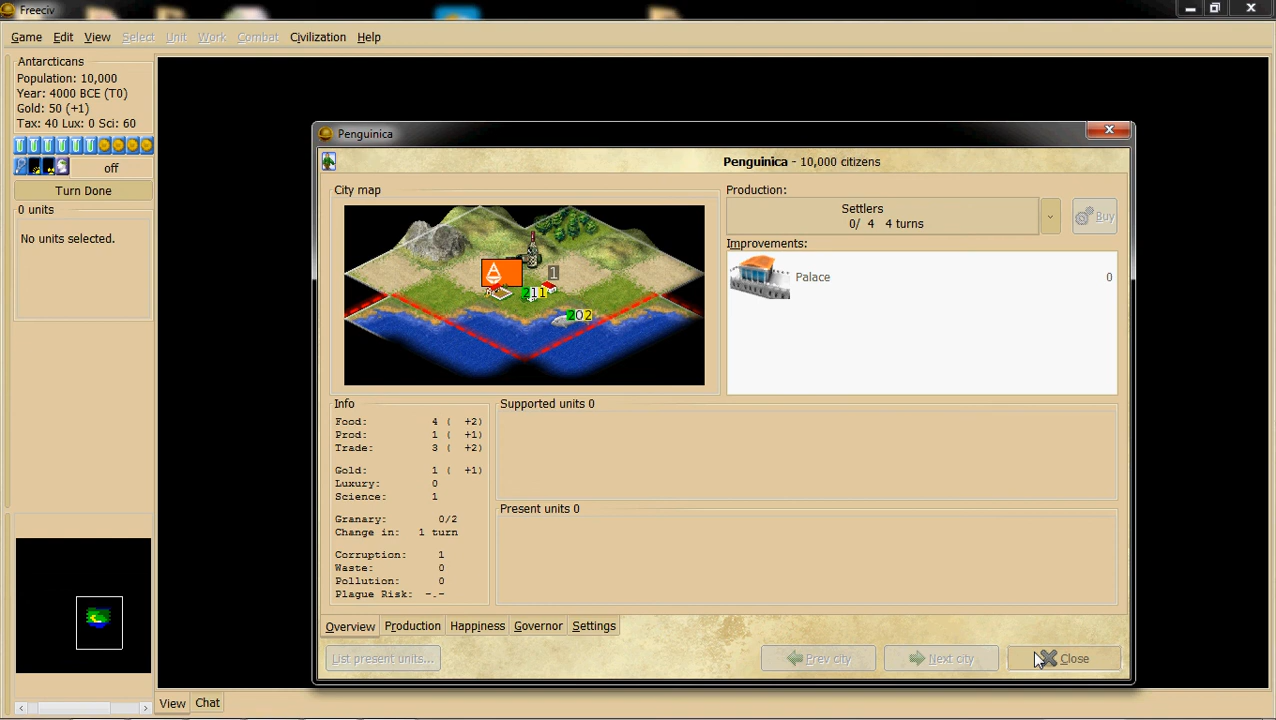 Freeciv
Game Edit View Select Unit Work Combat Civilization Help
Antarcticans
Population: 10,000
Year: 4000 BCE (T0)
Gold: 50 (+1)
Tax: 40 Lux: 0 Sci: 60
off
Turn Done
0 units
No units selected.
Penguinica
Penguinica - 10,000 citizens
City map
1
211
202
Production:
Settlers
0/ 4 4 turns
Buy
Improvements:
Palace 0
Info
Food: 4 ( +2)
Prod: 1 ( +1)
Trade: 3 ( +2)
Gold: 1 ( +1)
Luxury: 0
Science: 1
Granary: 0/2
Change in: 1 turn
Corruption: 1
Waste: 0
Pollution: 0
Plague Risk: -.-
Supported units 0
Present units 0
Overview Production Happiness Governor Settings
List present units... Prev city Next city Close
View Chat